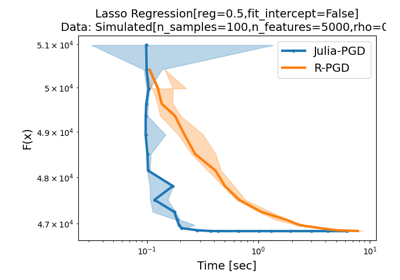 Lasso Regression[reg=0.5,fit_intercept=False]
Data: Simulated[n_samples=100,n_features=5000,rho=0
F(x)
5.1 × 10⁴
5 × 10⁴
4.9 × 10⁴
4.8 × 10⁴
4.7 × 10⁴
Julia-PGD
R-PGD
10⁻¹
10⁰
10¹
Time [sec]